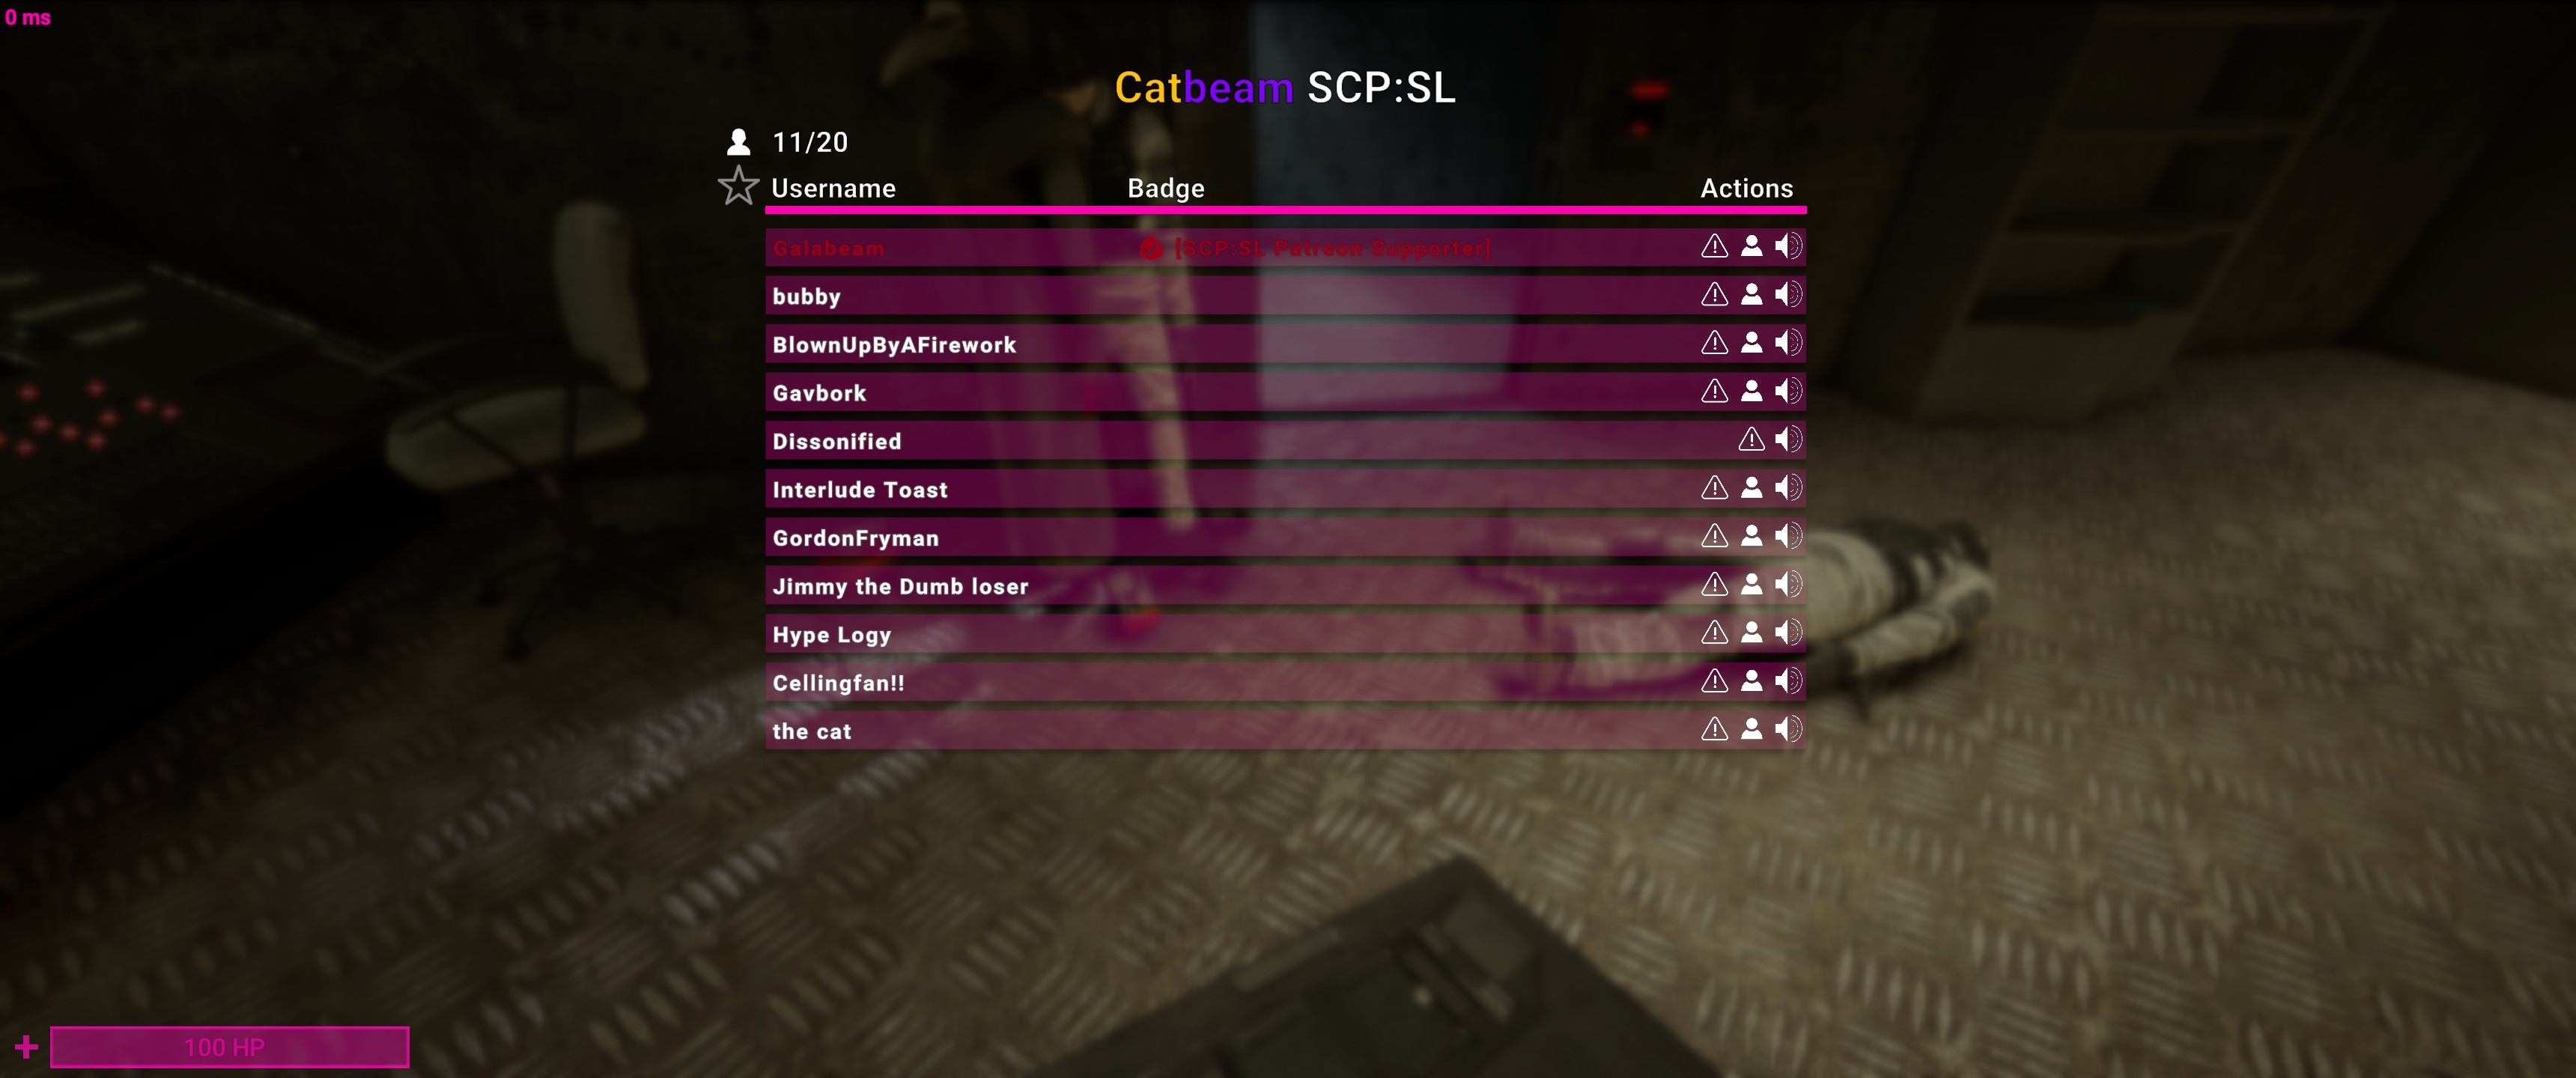 0 ms
Catbeam SCP:SL
11/20
Username Badge Actions
Galabeam [SCP:SL Patreon Supporter]
bubby
BlownUpByAFirework
Gavbork
Dissonified
Interlude Toast
GordonFryman
Jimmy the Dumb loser
Hype Logy
Cellingfan!!
the cat
100 HP